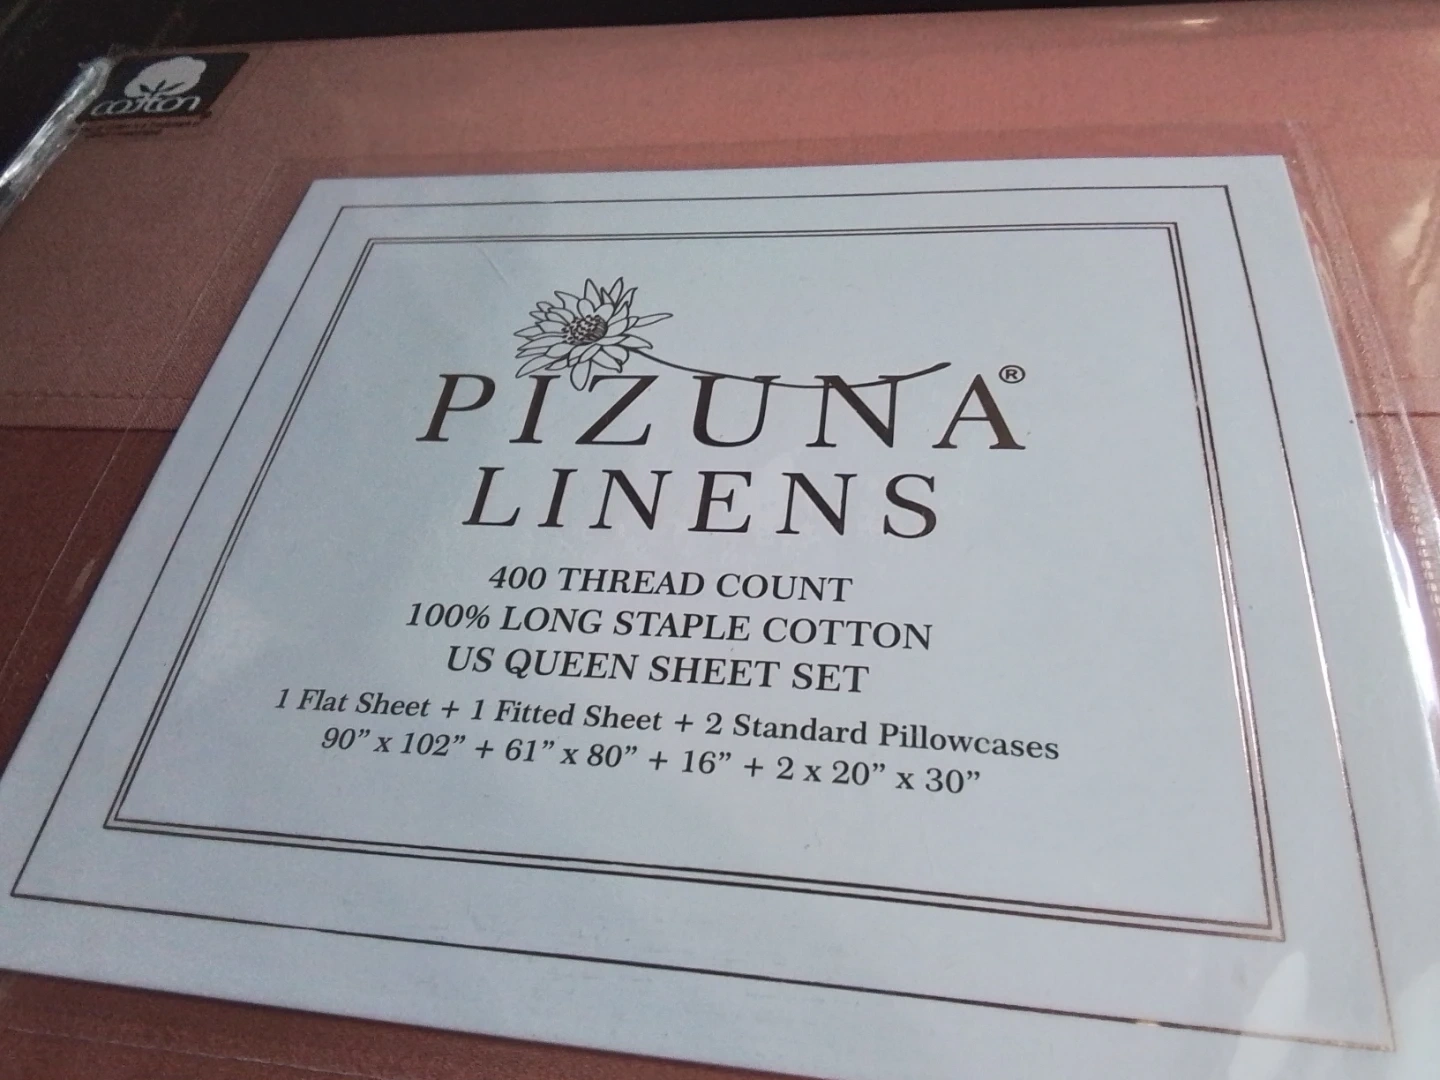 cotton
PIZUNA®
LINENS
400 THREAD COUNT
100% LONG STAPLE COTTON
US QUEEN SHEET SET
1 Flat Sheet + 1 Fitted Sheet + 2 Standard Pillowcases
90” x 102” + 61” x 80” + 16” + 2 x 20” x 30”